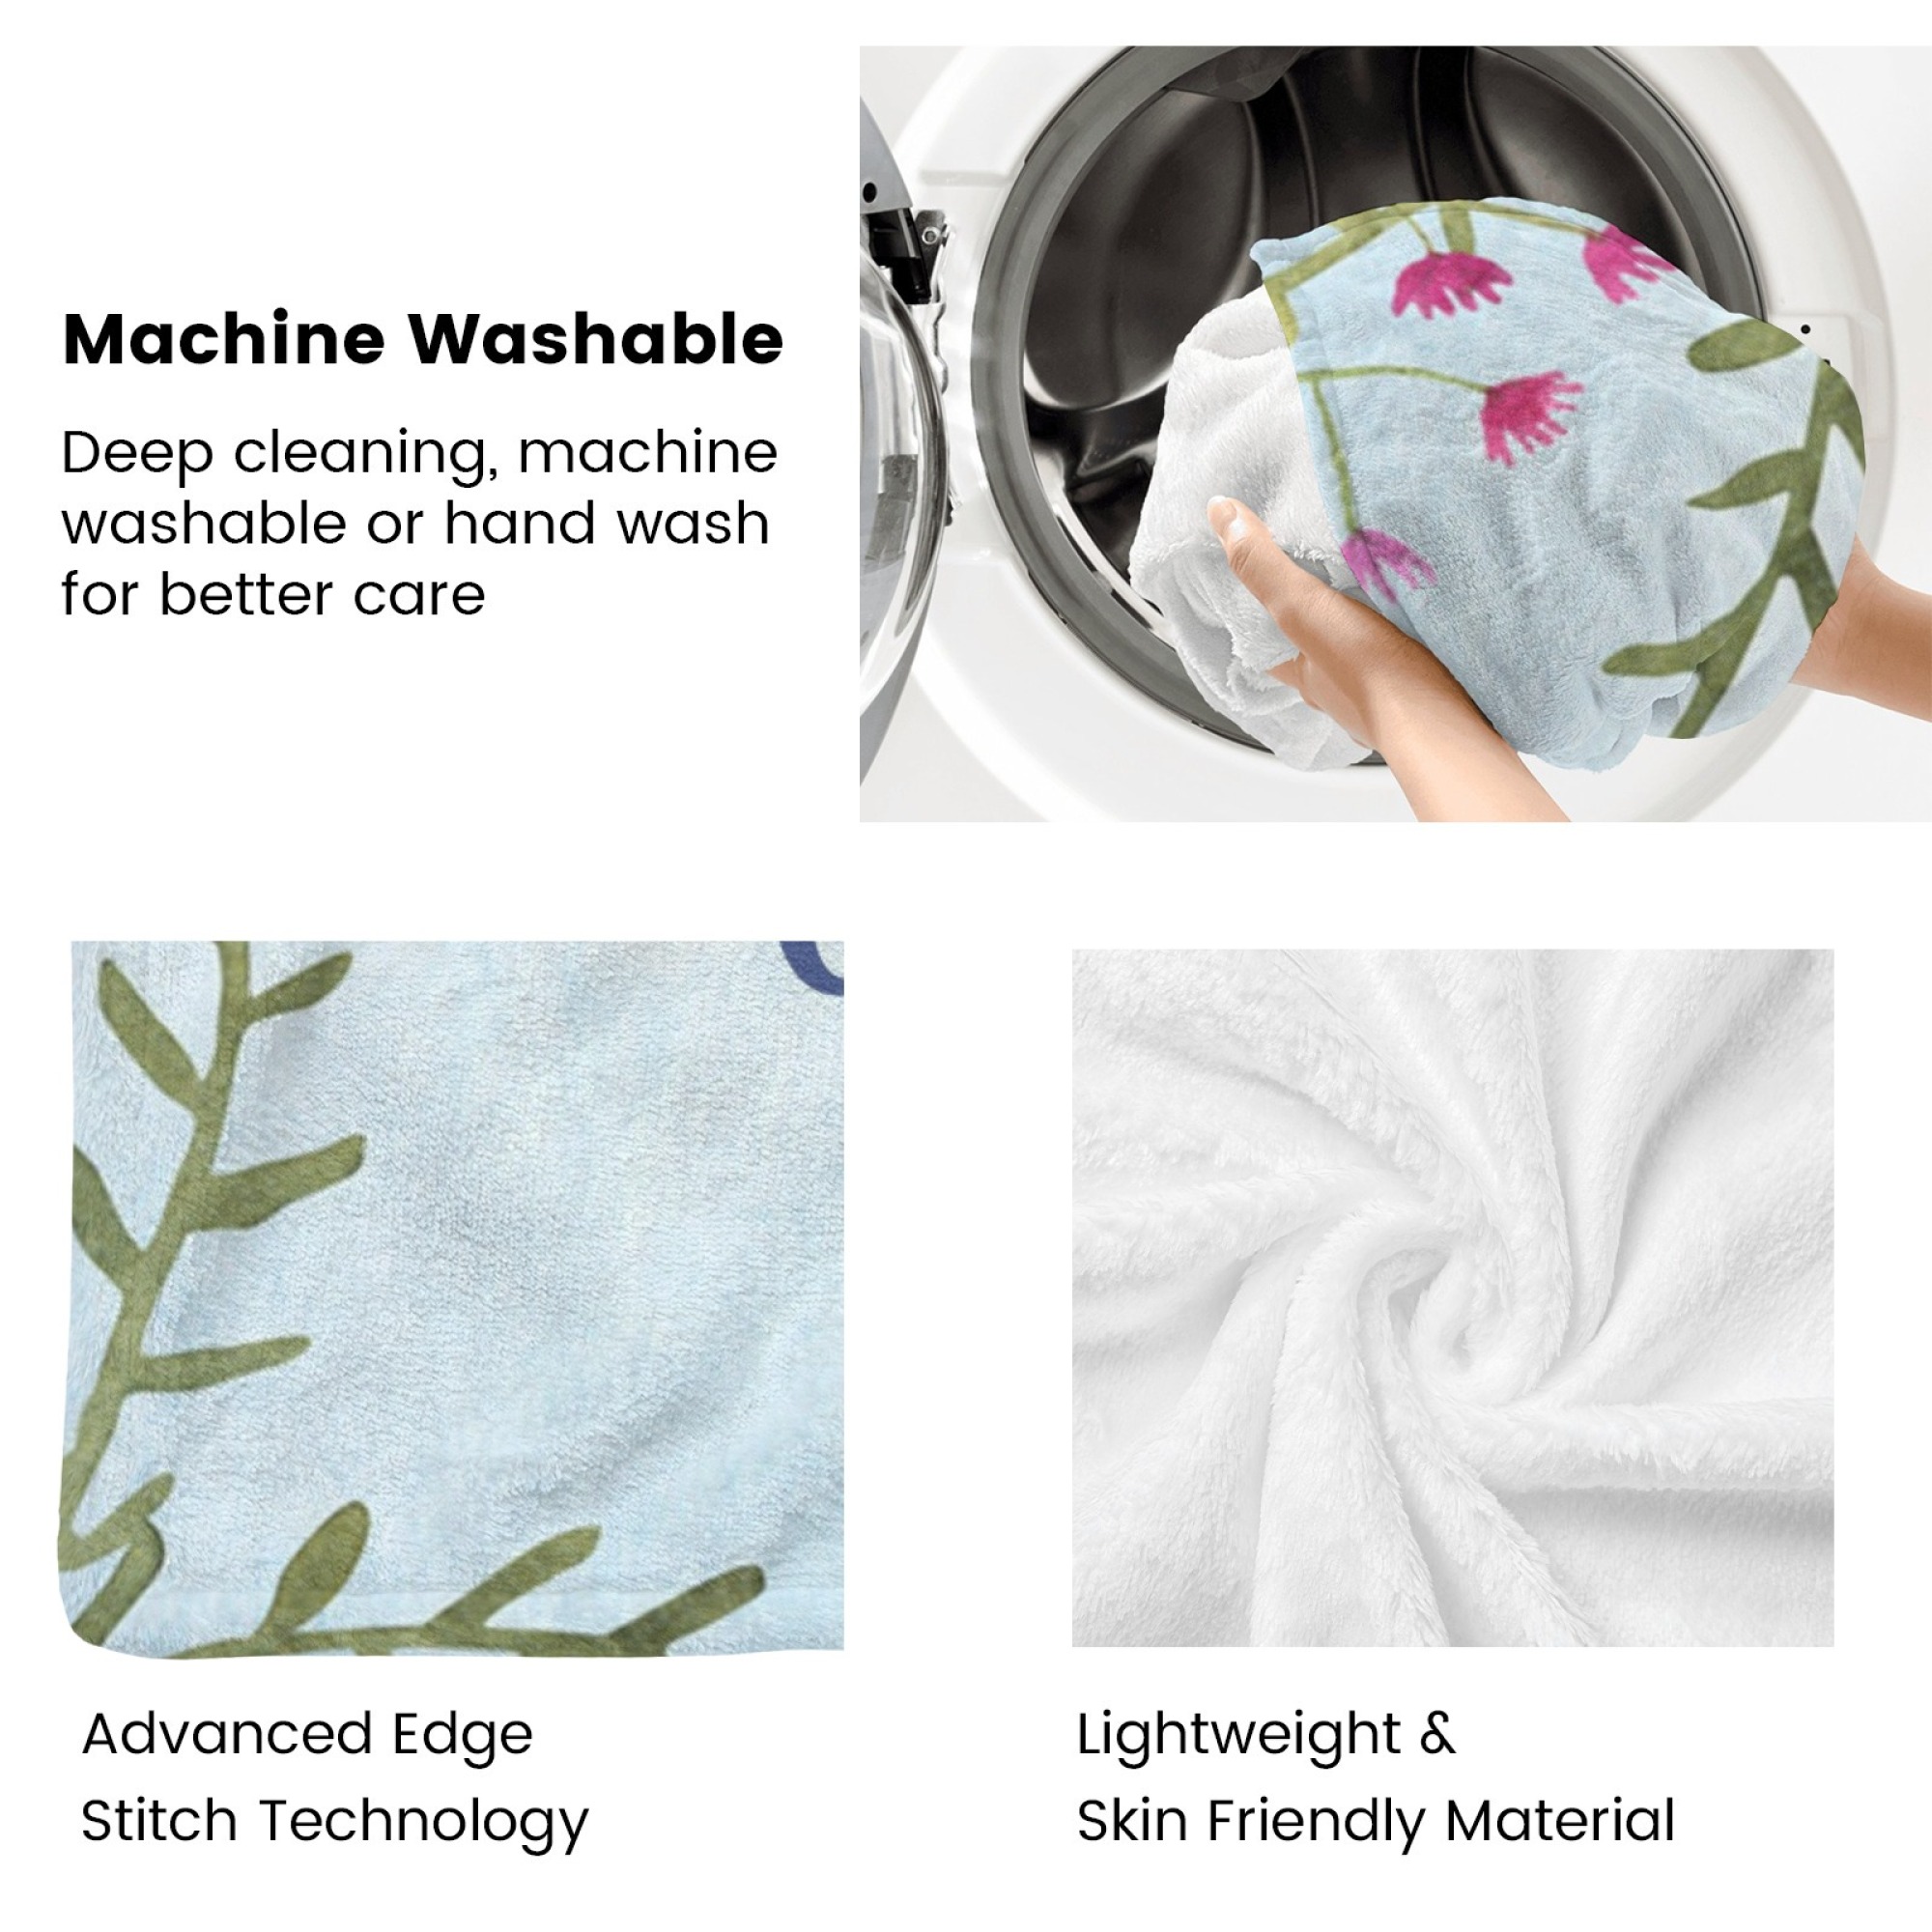 Machine Washable
Deep cleaning, machine
washable or hand wash
for better care
Advanced Edge
Stitch Technology
Lightweight &
Skin Friendly Material